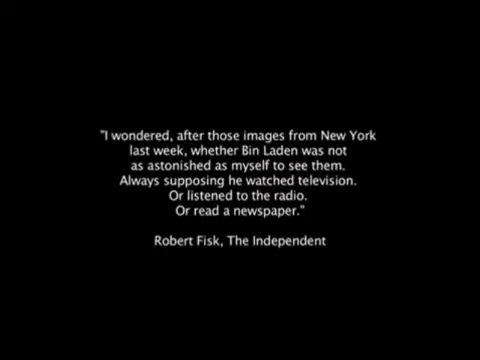 "I wondered, after those images from New York
last week, whether Bin Laden was not
as astonished as myself to see them.
Always supposing he watched television.
Or listened to the radio.
Or read a newspaper."
Robert Fisk, The Independent